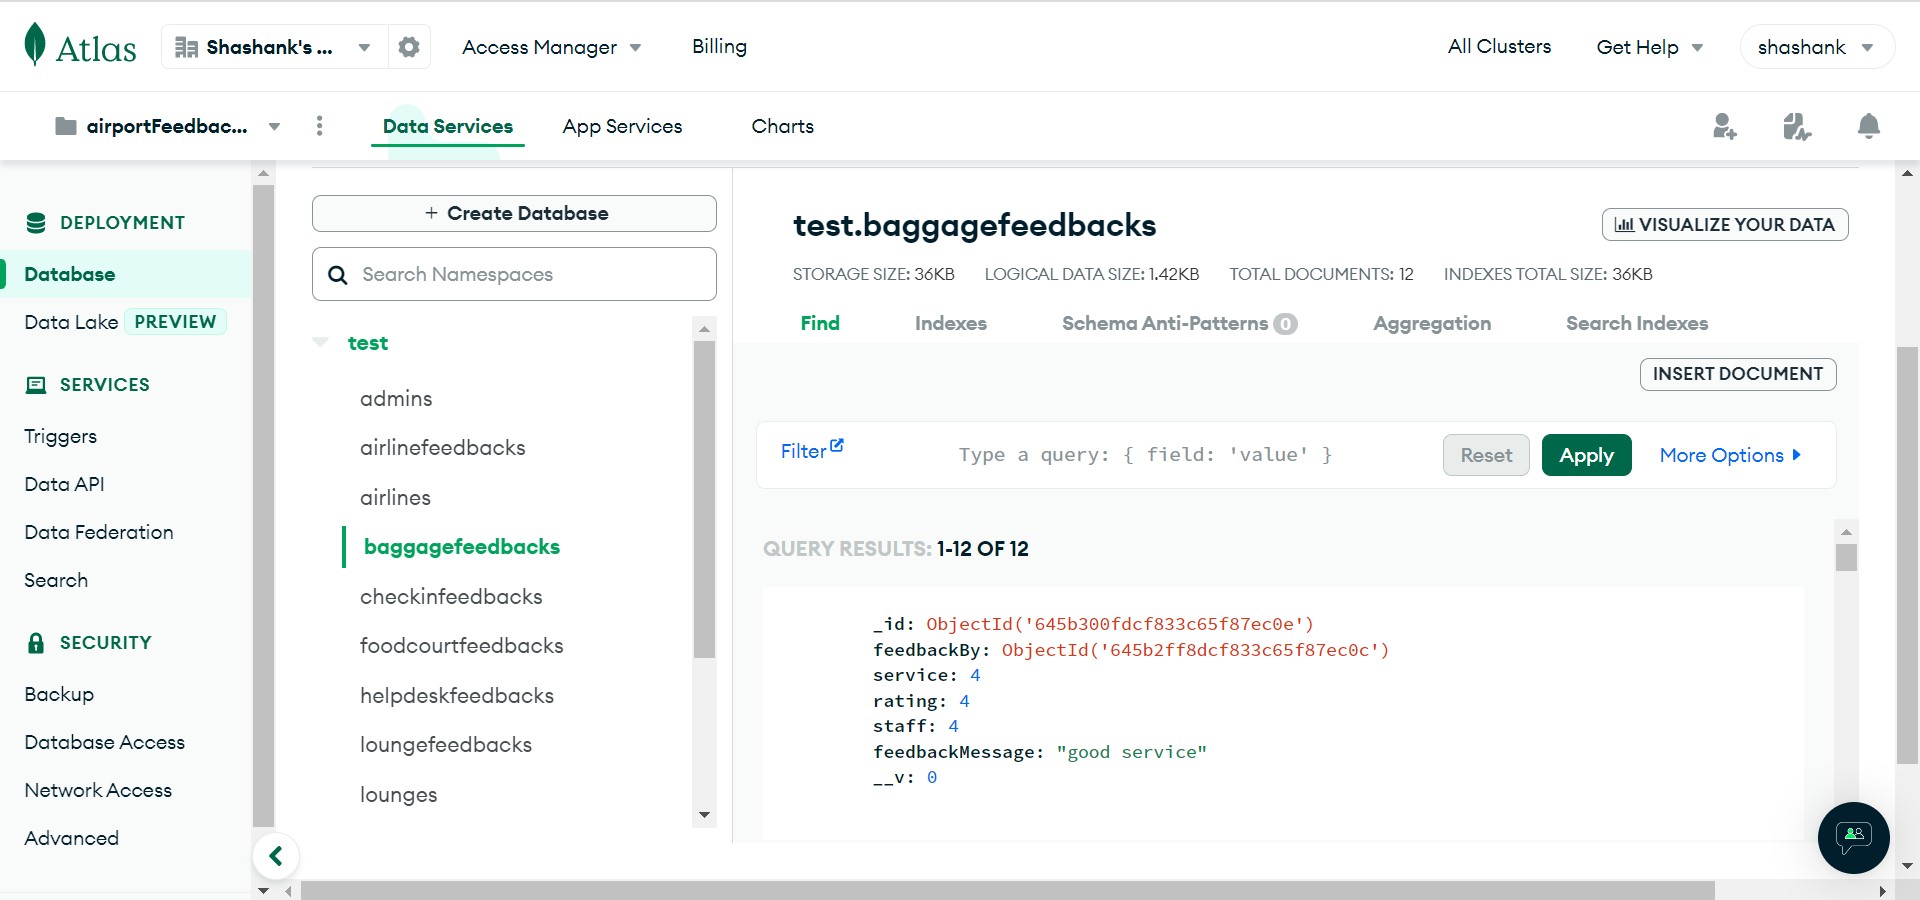 Atlas
Shashank's ...
Access Manager
Billing
All Clusters
Get Help
shashank
airportFeedbac...
Data Services
App Services
Charts
DEPLOYMENT
Database
Data Lake PREVIEW
SERVICES
Triggers
Data API
Data Federation
Search
SECURITY
Backup
Database Access
Network Access
Advanced
+ Create Database
Search Namespaces
test
admins
airlinefeedbacks
airlines
baggagefeedbacks
checkinfeedbacks
foodcourtfeedbacks
helpdeskfeedbacks
loungefeedbacks
lounges
test.baggagefeedbacks
VISUALIZE YOUR DATA
STORAGE SIZE: 36KB LOGICAL DATA SIZE: 1.42KB TOTAL DOCUMENTS: 12 INDEXES TOTAL SIZE: 36KB
Find Indexes Schema Anti-Patterns 0 Aggregation Search Indexes
INSERT DOCUMENT
Filter Type a query: { field: 'value' } Reset Apply More Options
QUERY RESULTS: 1-12 OF 12
_id: ObjectId('645b300fdcf833c65f87ec0e')
feedbackBy: ObjectId('645b2ff8dcf833c65f87ec0c')
service: 4
rating: 4
staff: 4
feedbackMessage: "good service"
__v: 0